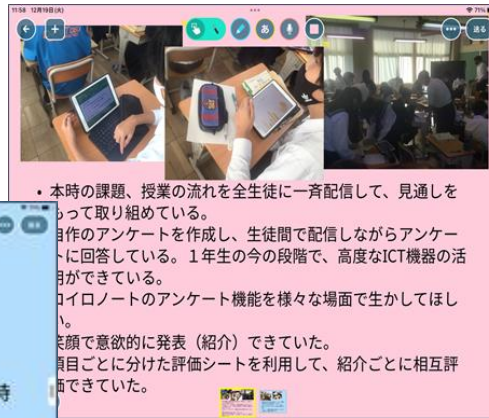 11:58 12月19日(火)
71%
あ
送る
• 本時の課題、授業の流れを全生徒に一斉配信して、見通しを
もって取り組めている。
自作のアンケートを作成し、生徒間で配信しながらアンケー
トに回答している。１年生の今の段階で、高度なICT機器の活
用ができている。
ロイロノートのアンケート機能を様々な場面で生かしてほし
い。
笑顔で意欲的に発表（紹介）できていた。
項目ごとに分けた評価シートを利用して、紹介ごとに相互評
価できていた。
時